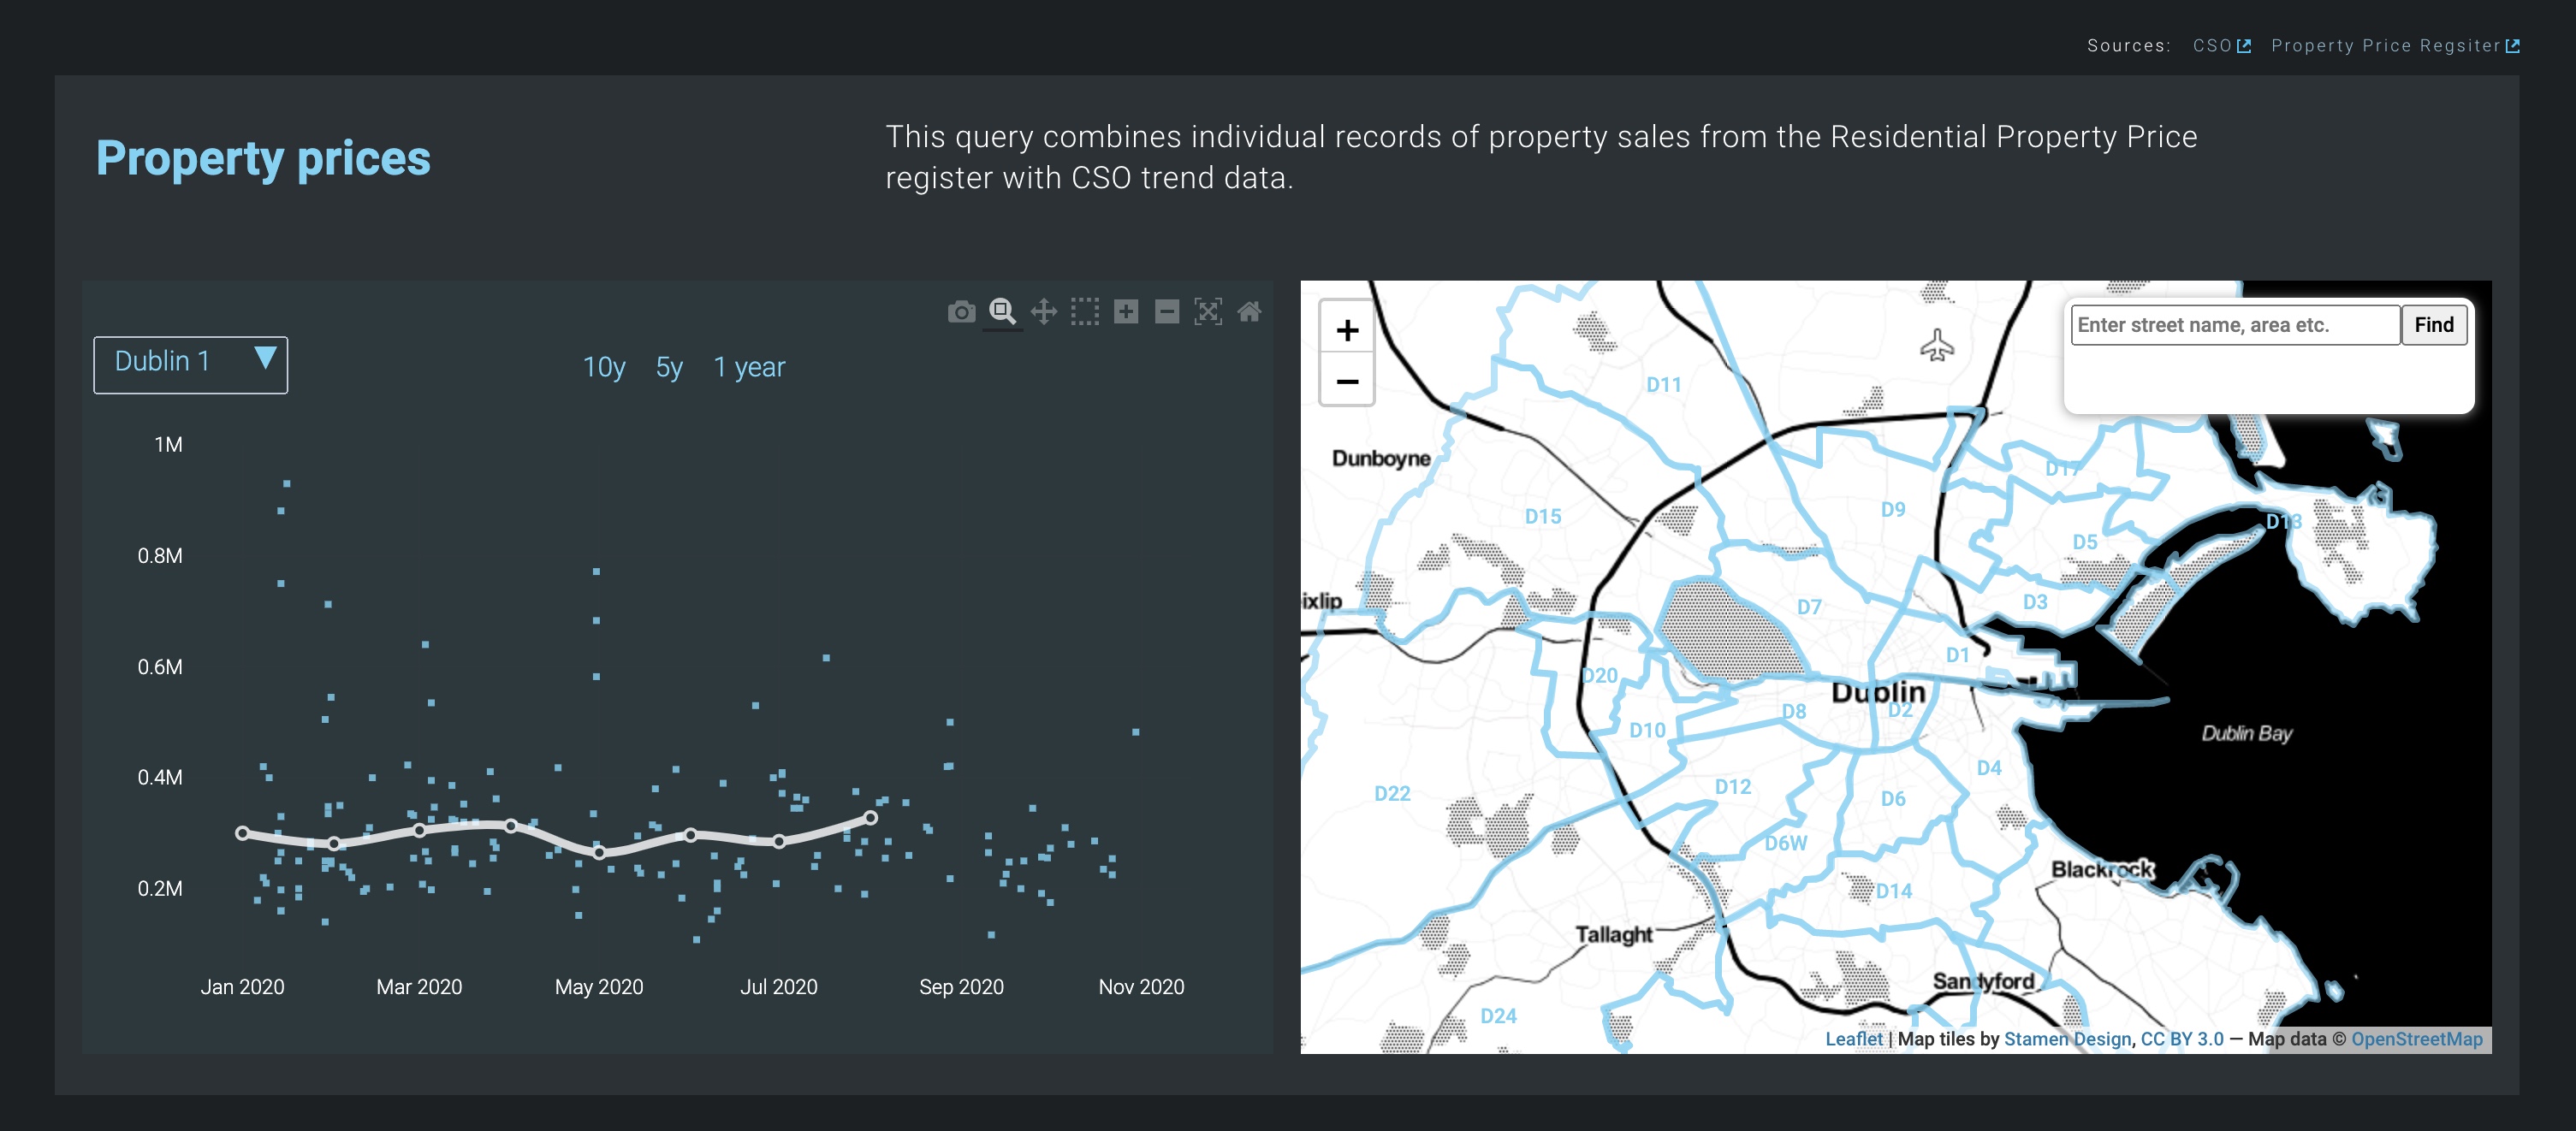 Sources: CSO Property Price Regsiter
Property prices
This query combines individual records of property sales from the Residential Property Price
register with CSO trend data.
Dublin 1
10y 5y 1 year
1M
0.8M
0.6M
0.4M
0.2M
Jan 2020 Mar 2020 May 2020 Jul 2020 Sep 2020 Nov 2020
+
−
Enter street name, area etc. Find
D11
Dunboyne
D17
D9
D15
D13
D5
ixlip
D3
D7
D1
D20
Dublin
D8
D2
D10
Dublin Bay
D4
D12
D22
D6
D6W
Blackrock
D14
Tallaght
Sandyford
D24
Leaflet | Map tiles by Stamen Design, CC BY 3.0 — Map data © OpenStreetMap